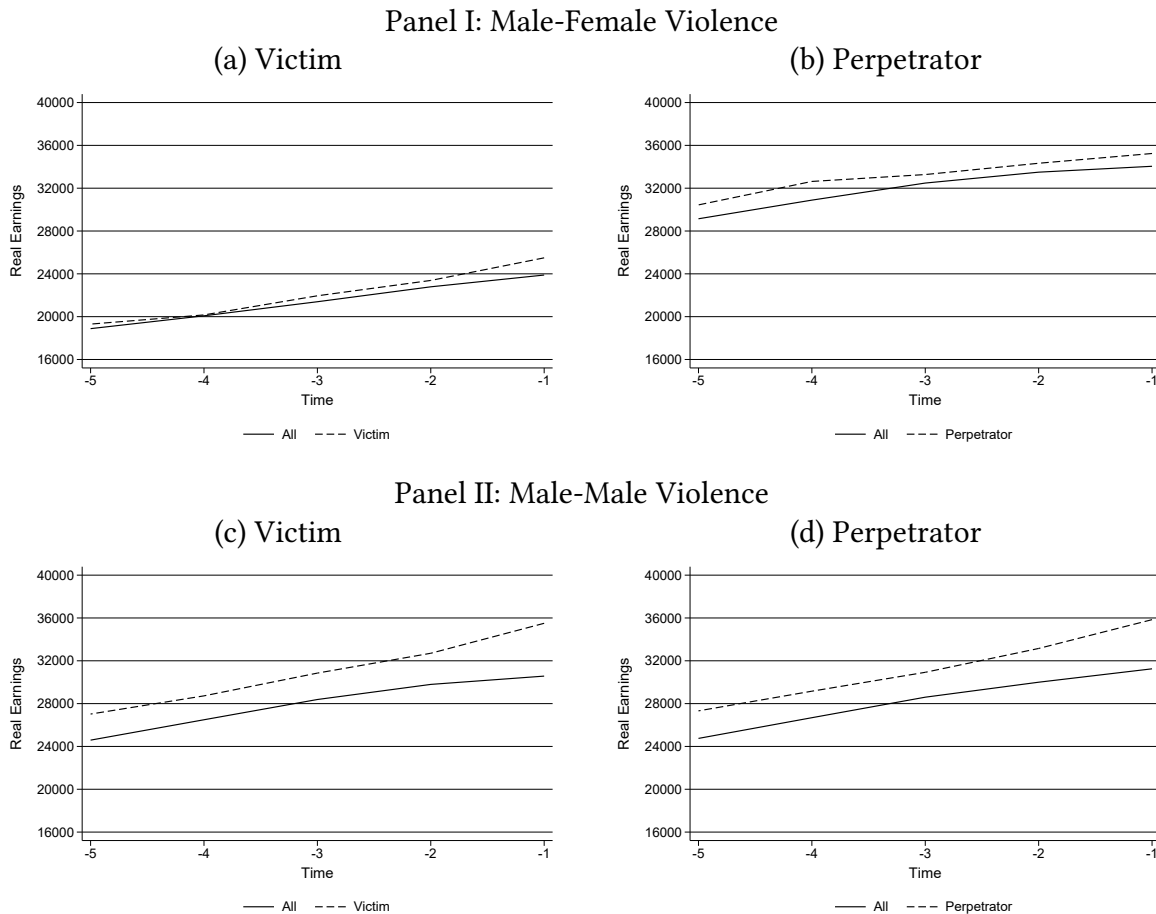 Panel I: Male-Female Violence
(a) Victim
(b) Perpetrator
40000
36000
32000
28000
24000
20000
16000
Real Earnings
-5 -4 -3 -2 -1
Time
All Victim
40000
36000
32000
28000
24000
20000
16000
Real Earnings
-5 -4 -3 -2 -1
Time
All Perpetrator
Panel II: Male-Male Violence
(c) Victim
(d) Perpetrator
40000
36000
32000
28000
24000
20000
16000
Real Earnings
-5 -4 -3 -2 -1
Time
All Victim
40000
36000
32000
28000
24000
20000
16000
Real Earnings
-5 -4 -3 -2 -1
Time
All Perpetrator